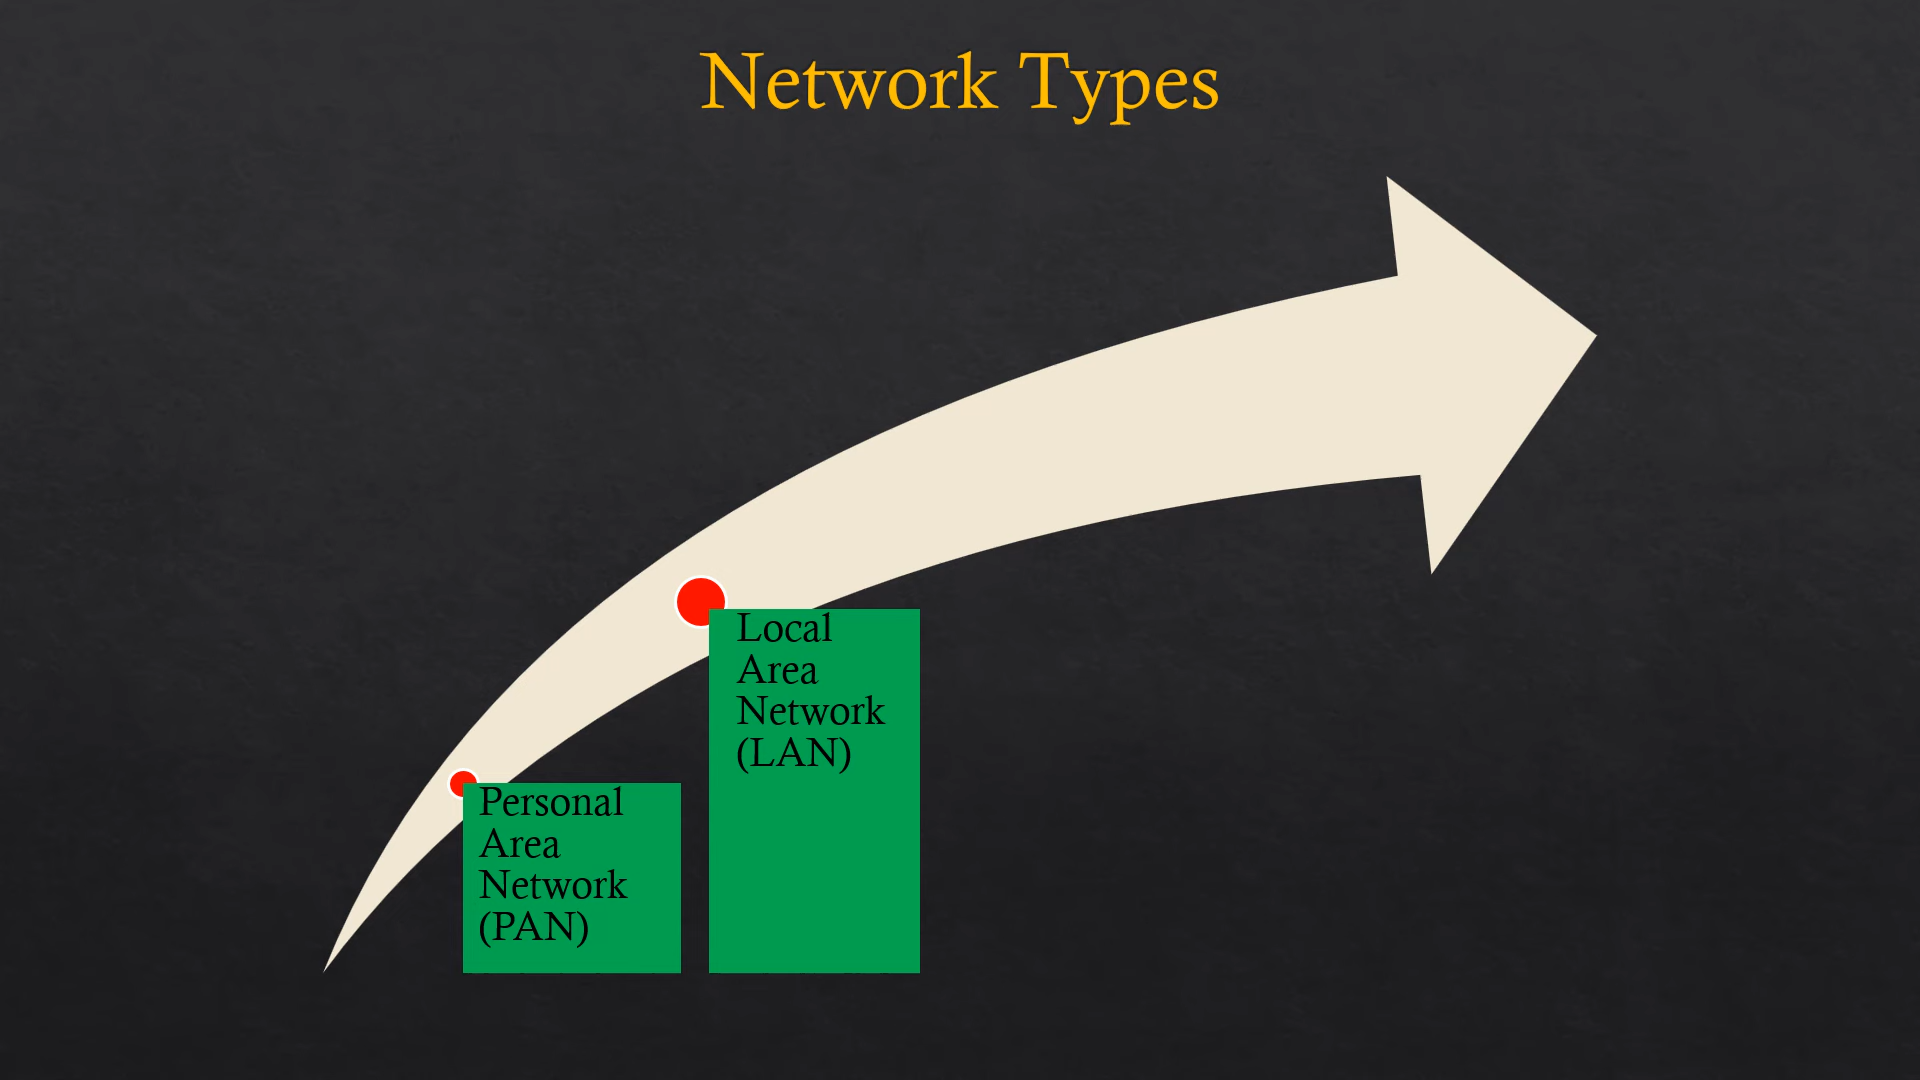 Network Types
Local
Area
Network
(LAN)
Personal
Area
Network
(PAN)